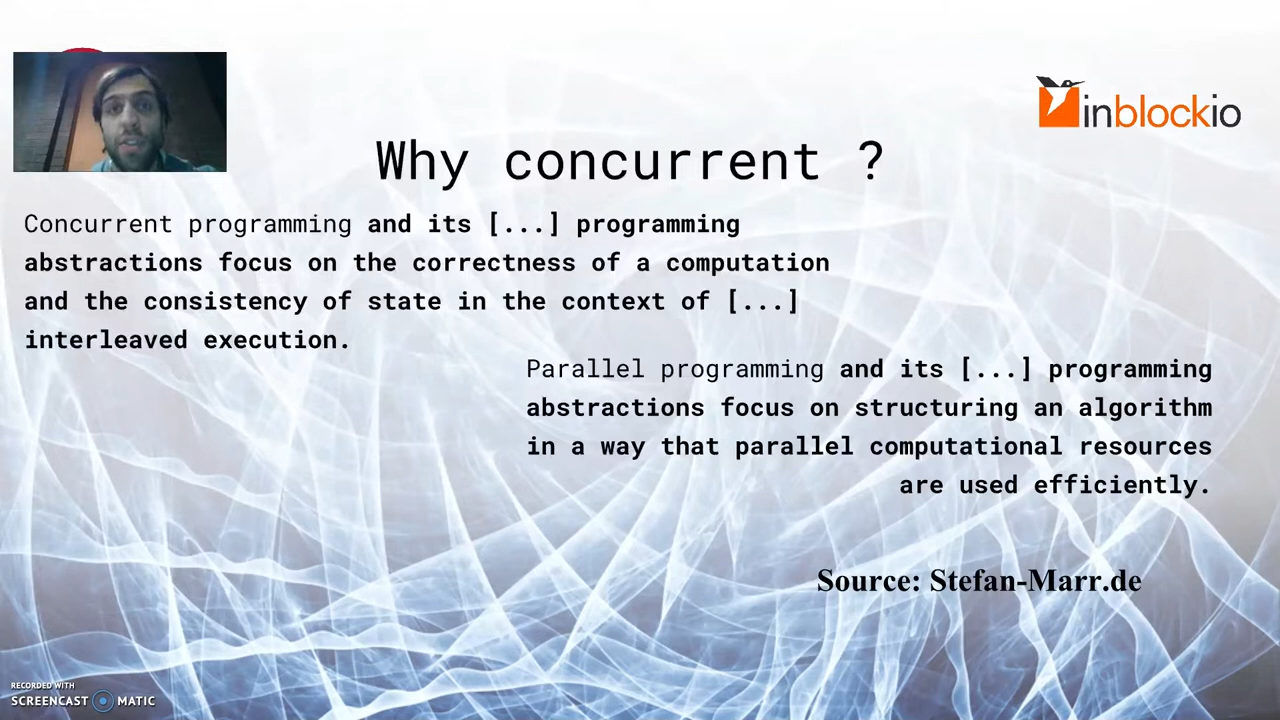 inblockio
Why concurrent ?
Concurrent programming and its [...] programming
abstractions focus on the correctness of a computation
and the consistency of state in the context of [...]
interleaved execution.
Parallel programming and its [...] programming
abstractions focus on structuring an algorithm
in a way that parallel computational resources
are used efficiently.
Source: Stefan-Marr.de
RECORDED WITH
SCREENCAST MATIC